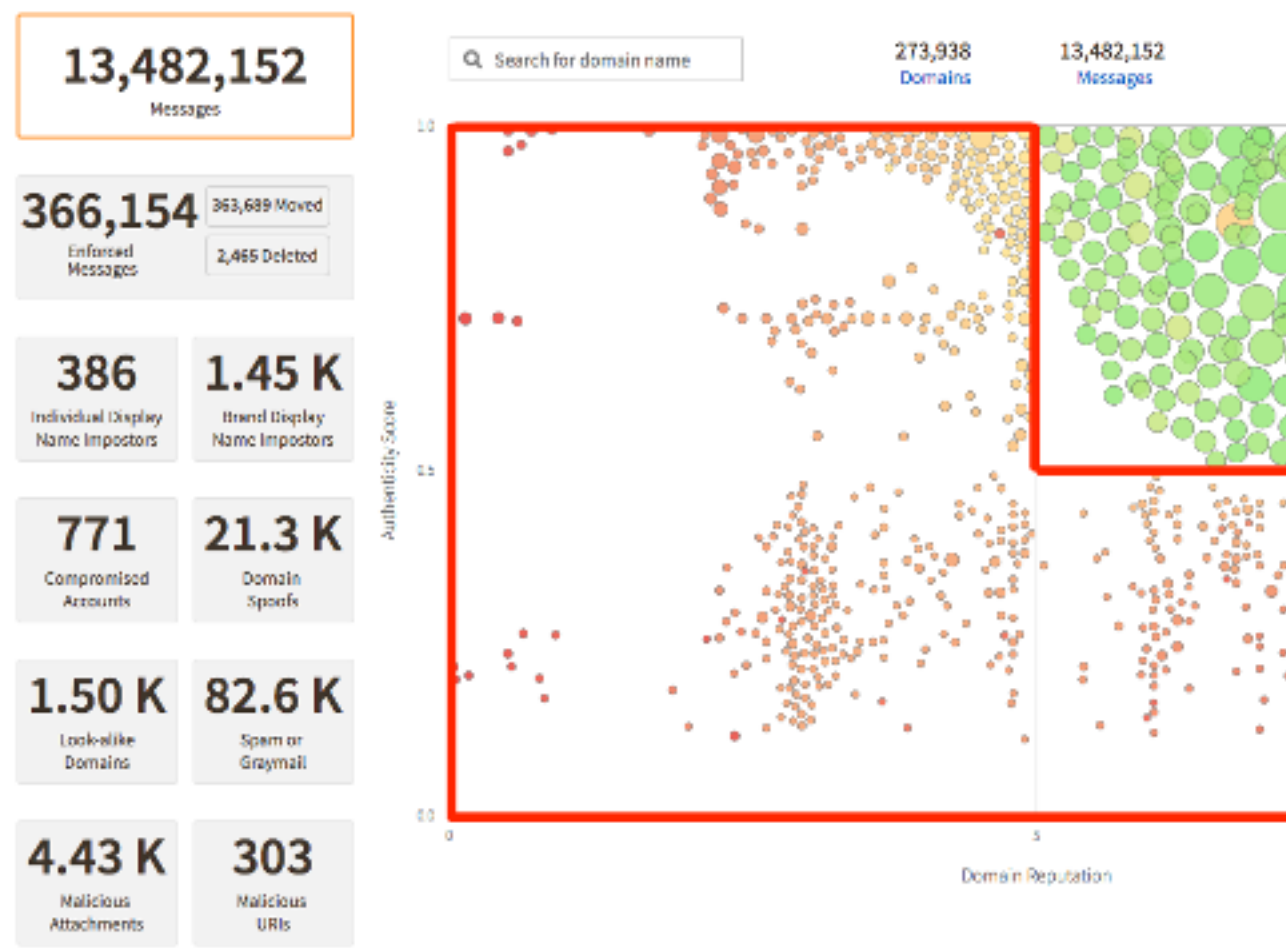 13,482,152
Messages
366,154
363,689 Moved
2,465 Deleted
Enforced
Messages
386
Individual Display
Name Impostors
1.45 K
Brand Display
Name Impostors
771
Compromised
Accounts
21.3 K
Domain
Spoofs
1.50 K
Look-alike
Domains
82.6 K
Spam or
Graymail
4.43 K
Malicious
Attachments
303
Malicious
URIs
Search for domain name
273,938
Domains
13,482,152
Messages
1.0
Authenticity Score
0.5
0.0
0
5
Domain Reputation